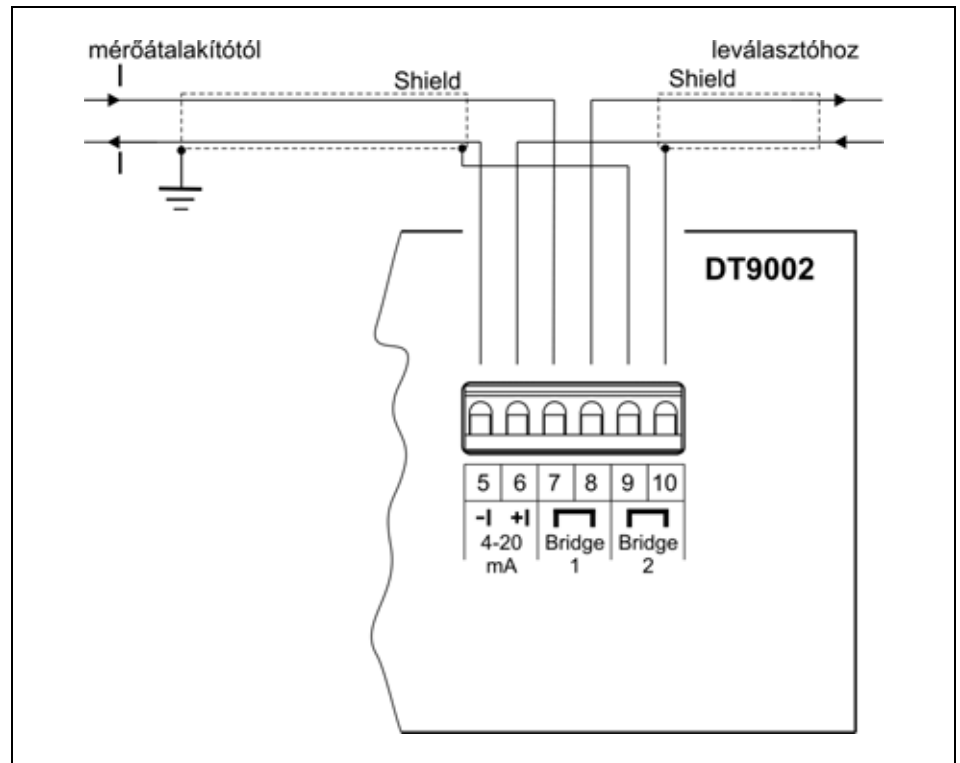 mérőátalakítótól
leválasztóhoz
I
Shield
Shield
I
DT9002
5 6 7 8 9 10
-I +I
4-20 Bridge Bridge
mA 1 2